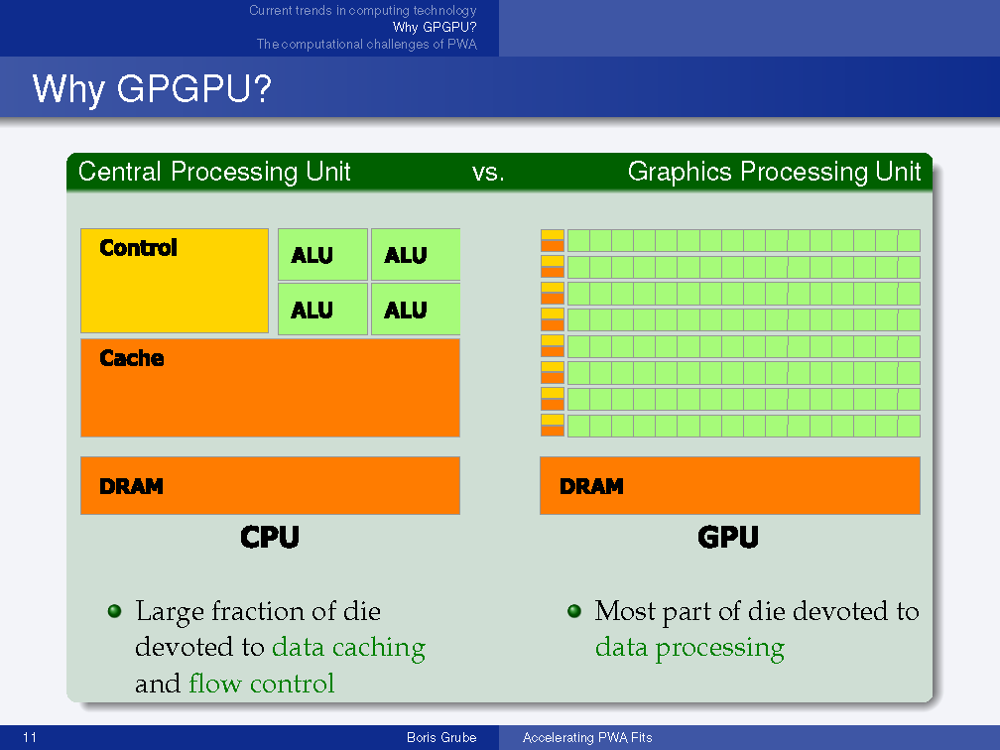 Current trends in computing technology
Why GPGPU?
The computational challenges of PWA
Why GPGPU?
Central Processing Unit vs. Graphics Processing Unit
Control
ALU ALU
ALU ALU
Cache
DRAM
CPU
DRAM
GPU
Large fraction of die
devoted to data caching
and flow control
Most part of die devoted to
data processing
11 Boris Grube Accelerating PWA Fits